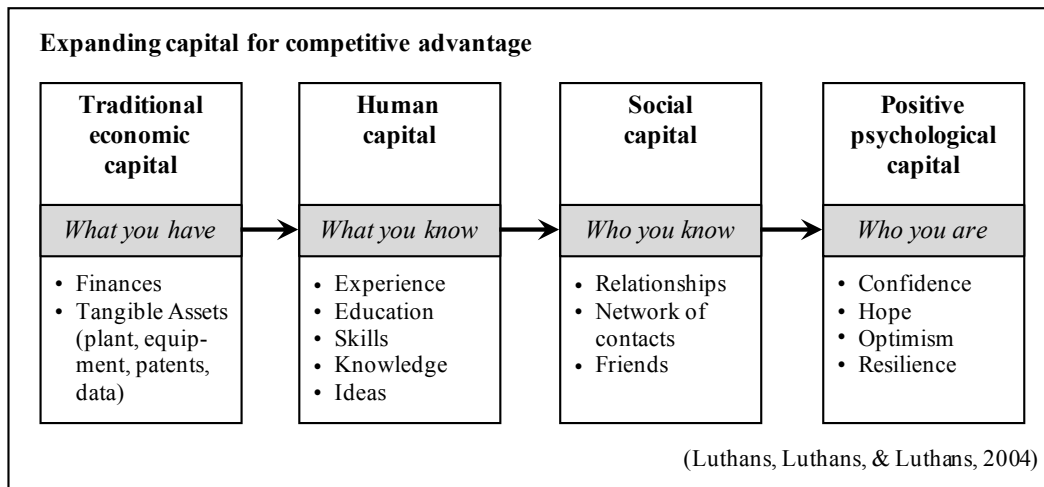 Expanding capital for competitive advantage
Traditional
economic
capital
What you have
• Finances
• Tangible Assets
(plant, equip-
ment, patents,
data)
Human
capital
What you know
• Experience
• Education
• Skills
• Knowledge
• Ideas
Social
capital
Who you know
• Relationships
• Network of
contacts
• Friends
Positive
psychological
capital
Who you are
• Confidence
• Hope
• Optimism
• Resilience
(Luthans, Luthans, & Luthans, 2004)